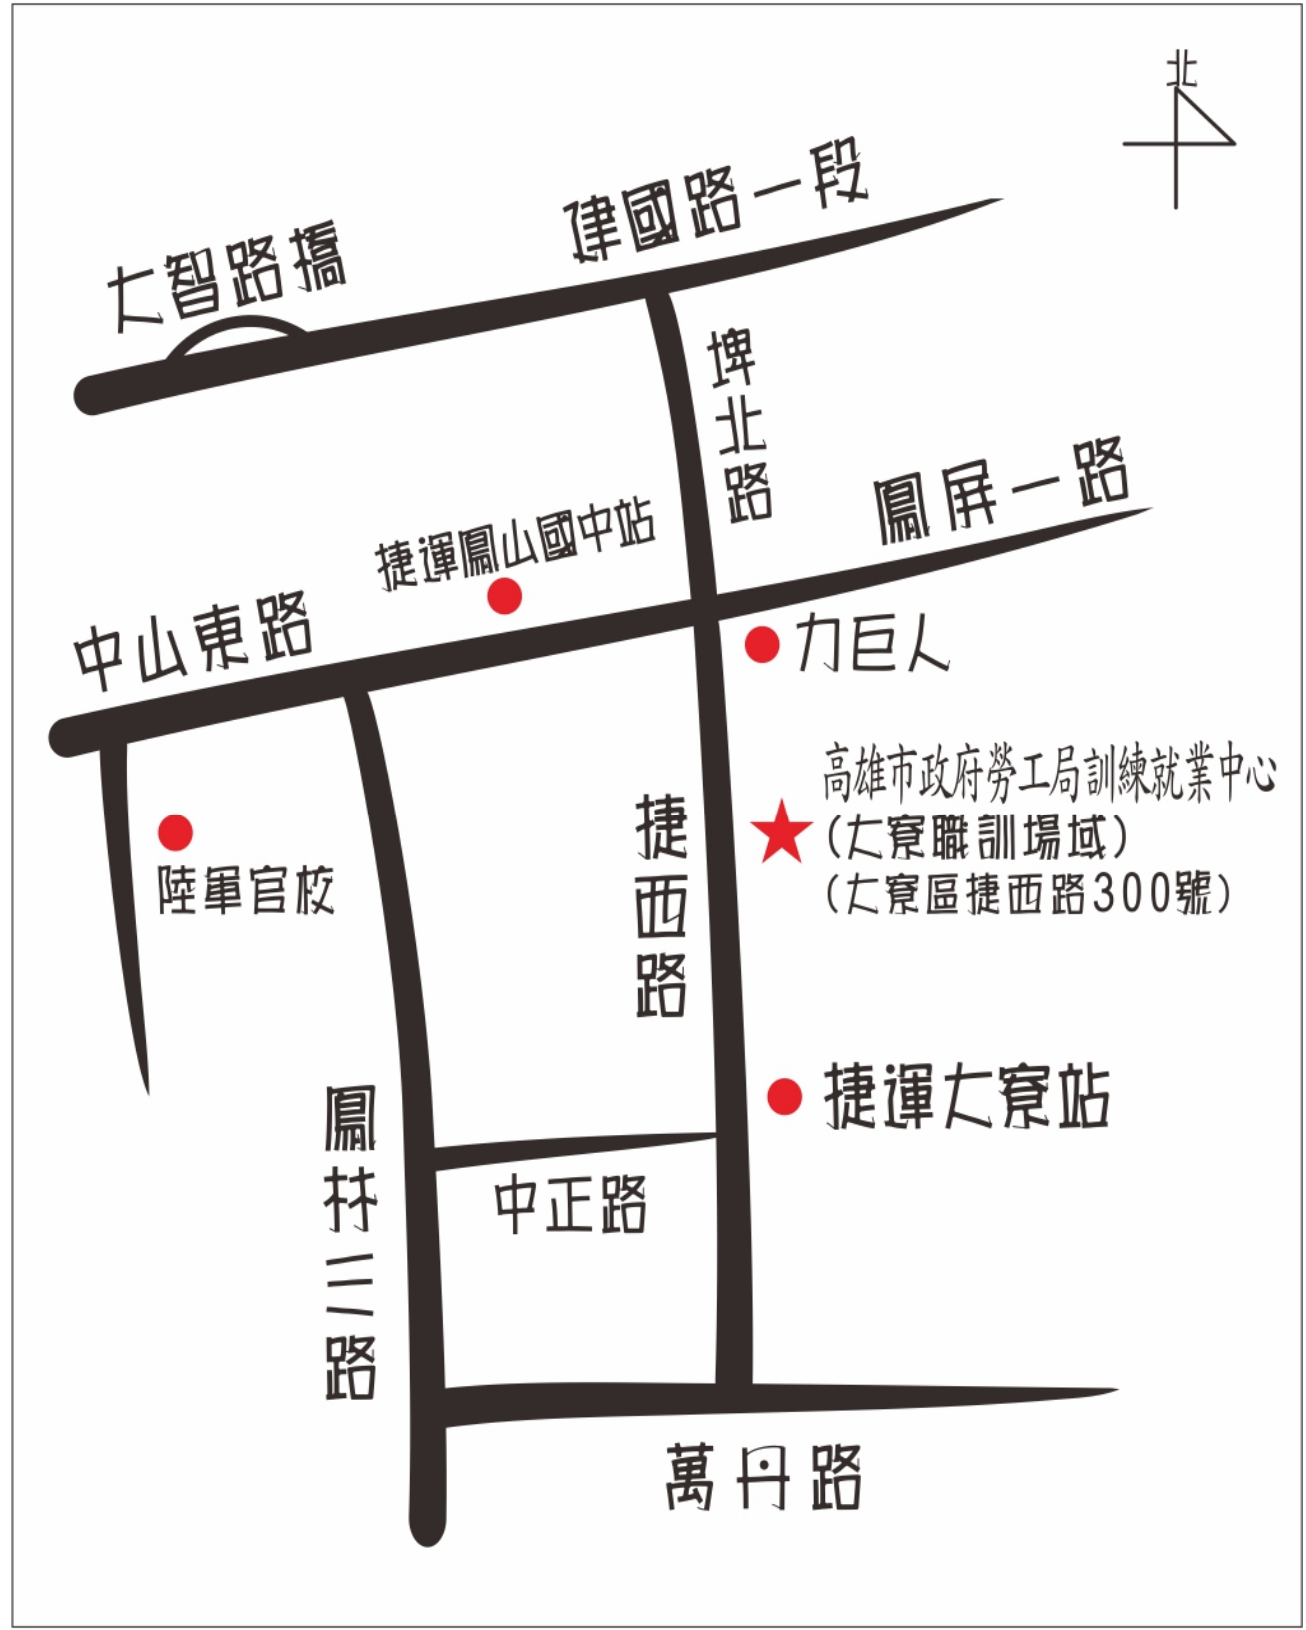 北
建國路一段
大智路橋
埤北路
鳳屏一路
捷運鳳山國中站
中山東路
力巨人
高雄市政府勞工局訓練就業中心
(大寮職訓場域)
(大寮區捷西路300號)
捷西路
陸軍官校
捷運大寮站
鳳林三路
中正路
萬丹路